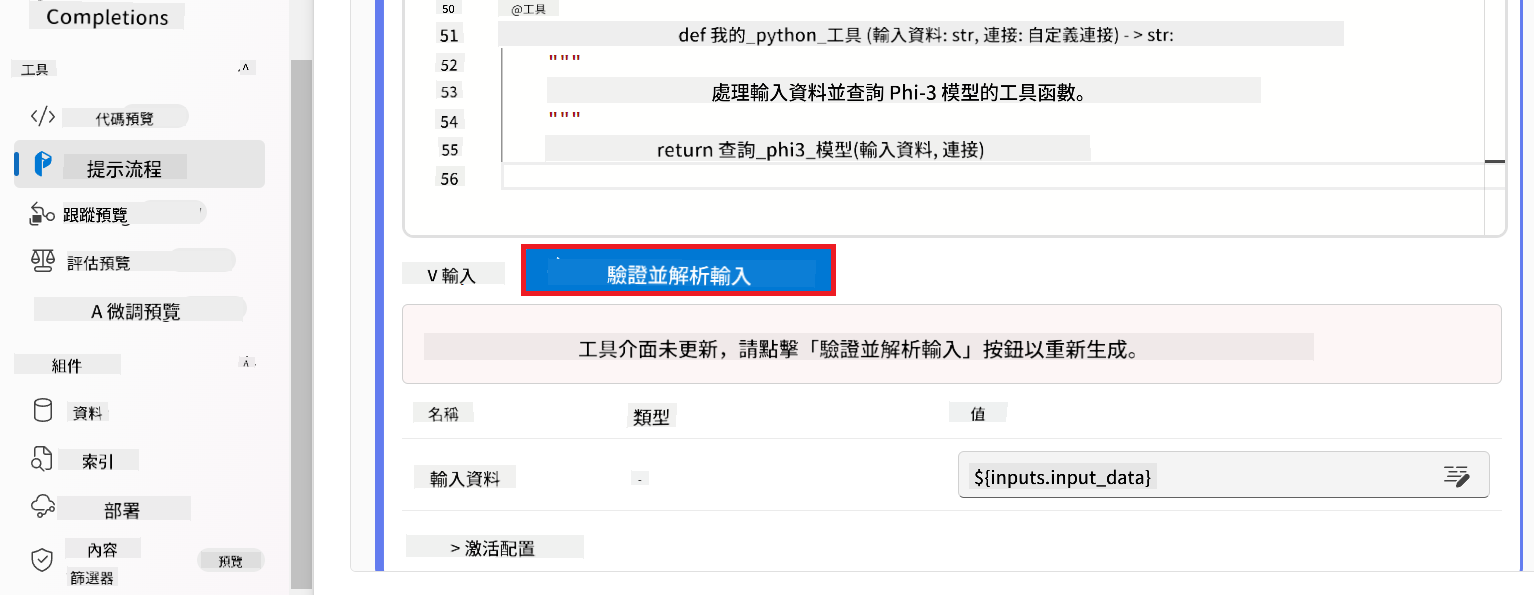 Completions
工具
代碼預覽
提示流程
跟蹤預覽
評估預覽
A 微調預覽
組件
資料
索引
部署
內容
篩選器
預覽
50 @工具
51 def 我的_python_工具 (輸入資料: str, 連接: 自定義連接) - > str:
52 """
53 處理輸入資料並查詢 Phi-3 模型的工具函數。
54 """
55 return 查詢_phi3_模型(輸入資料, 連接)
56
V 輸入 驗證並解析輸入
工具介面未更新，請點擊「驗證並解析輸入」按鈕以重新生成。
名稱 類型 值
輸入資料 - ${inputs.input_data}
> 激活配置